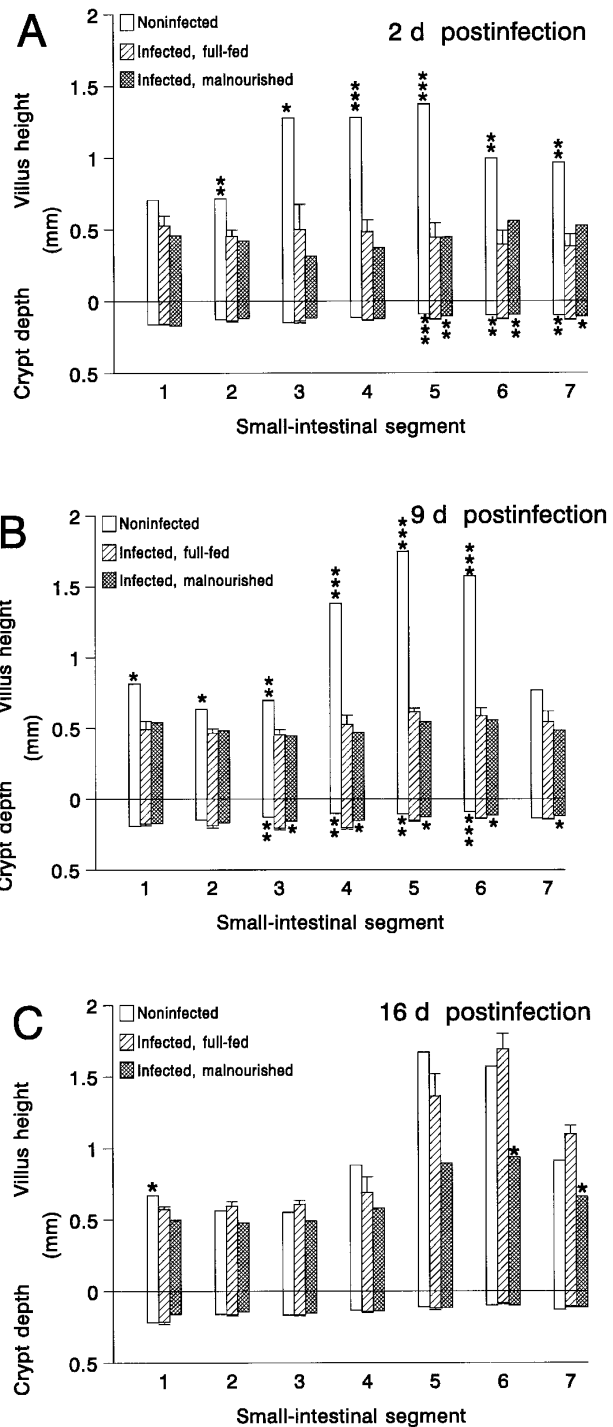 A
2 d postinfection
Noninfected
Infected, full-fed
Infected, malnourished
2
1.5
1
0.5
0
0.5
Villus height
(mm)
Crypt depth
*
**
***
1 2 3 4 5 6 7
Small-intestinal segment
B
9 d postinfection
Noninfected
Infected, full-fed
Infected, malnourished
2
1.5
1
0.5
0
0.5
Villus height
(mm)
Crypt depth
*
**
***
1 2 3 4 5 6 7
Small-intestinal segment
C
16 d postinfection
Noninfected
Infected, full-fed
Infected, malnourished
2
1.5
1
0.5
0
0.5
Villus height
(mm)
Crypt depth
*
1 2 3 4 5 6 7
Small-intestinal segment